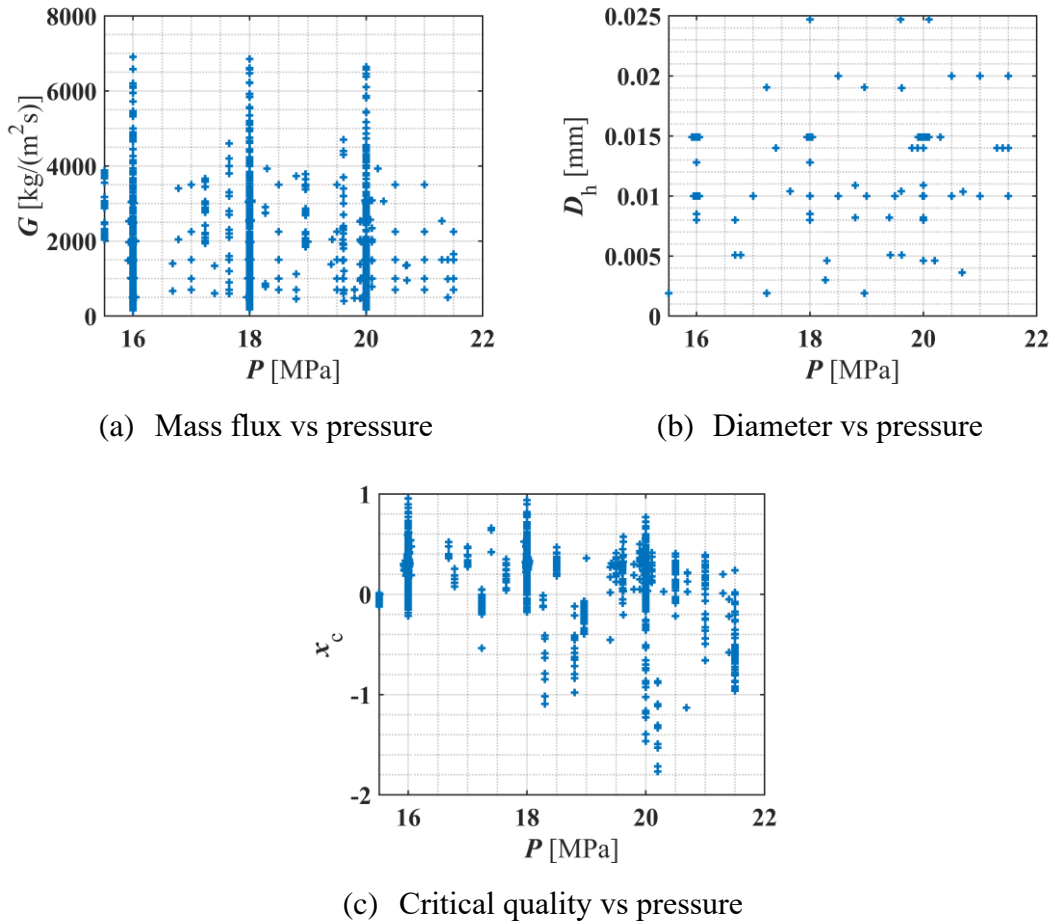 8000
6000
4000
2000
0
G [kg/(m²s)]
16 18 20 22
P [MPa]
(a) Mass flux vs pressure
0.025
0.02
0.015
0.01
0.005
0
D_h [mm]
16 18 20 22
P [MPa]
(b) Diameter vs pressure
1
0
-1
-2
x_c
16 18 20 22
P [MPa]
(c) Critical quality vs pressure